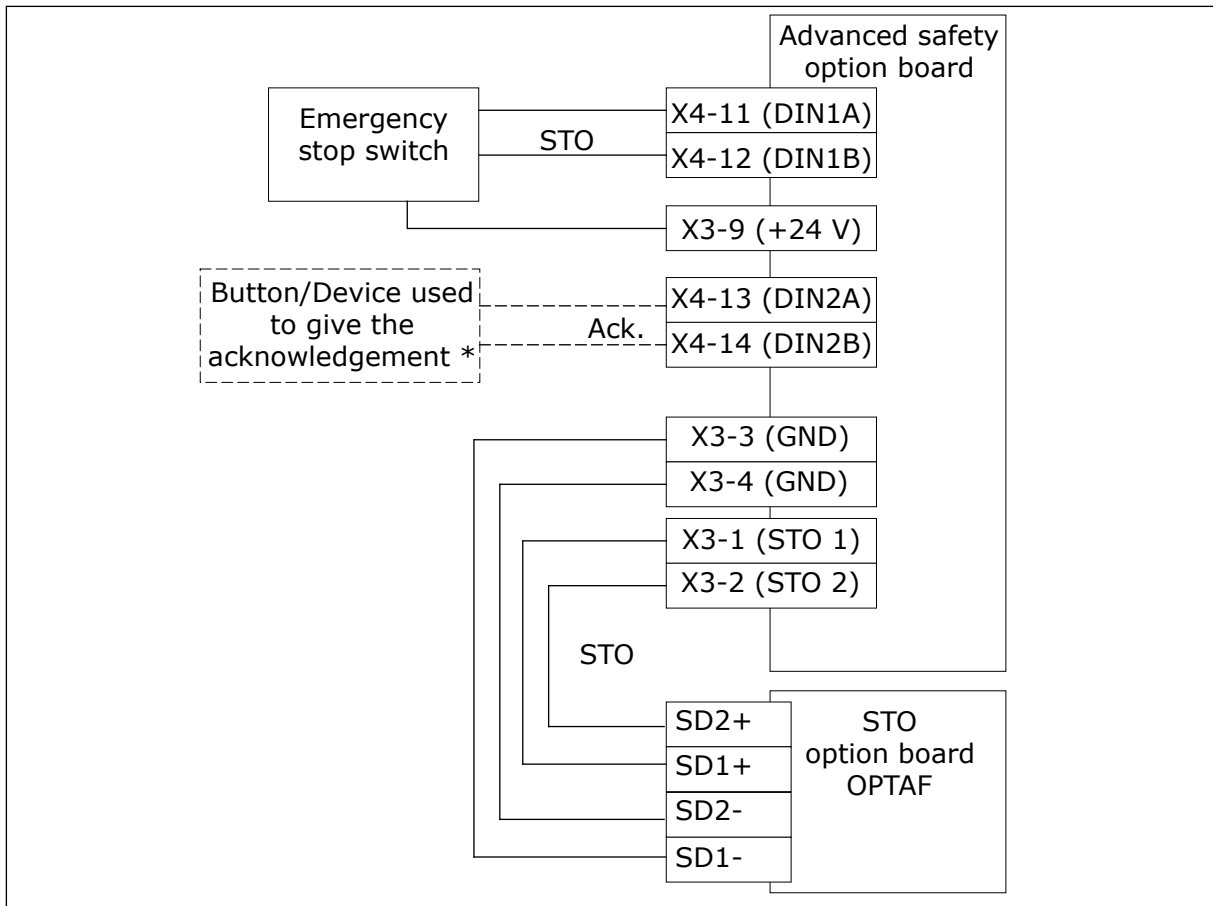 Advanced safety
option board
Emergency
stop switch
STO
X4-11 (DIN1A)
X4-12 (DIN1B)
X3-9 (+24 V)
Button/Device used
to give the
acknowledgement *
Ack.
X4-13 (DIN2A)
X4-14 (DIN2B)
X3-3 (GND)
X3-4 (GND)
X3-1 (STO 1)
X3-2 (STO 2)
STO
SD2+
SD1+
SD2-
SD1-
STO
option board
OPTAF